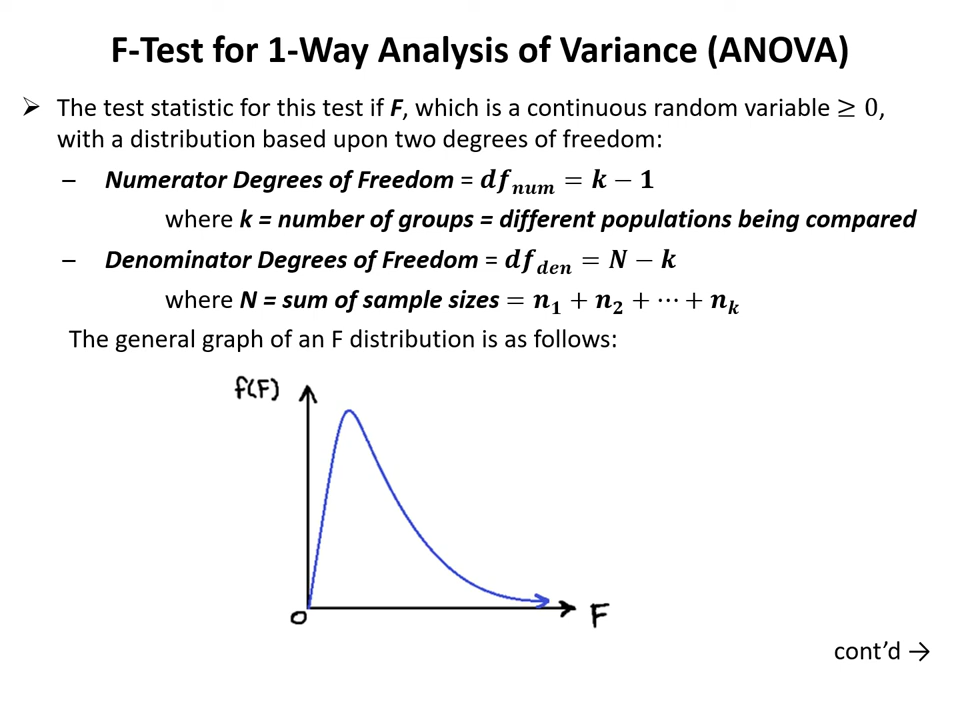 F-Test for 1-Way Analysis of Variance (ANOVA)
➢ The test statistic for this test if F, which is a continuous random variable ≥ 0,
with a distribution based upon two degrees of freedom:
– Numerator Degrees of Freedom = df_num = k − 1
where k = number of groups = different populations being compared
– Denominator Degrees of Freedom = df_den = N − k
where N = sum of sample sizes = n₁ + n₂ + ⋯ + n_k
The general graph of an F distribution is as follows:
f(F)
0
F
cont’d →